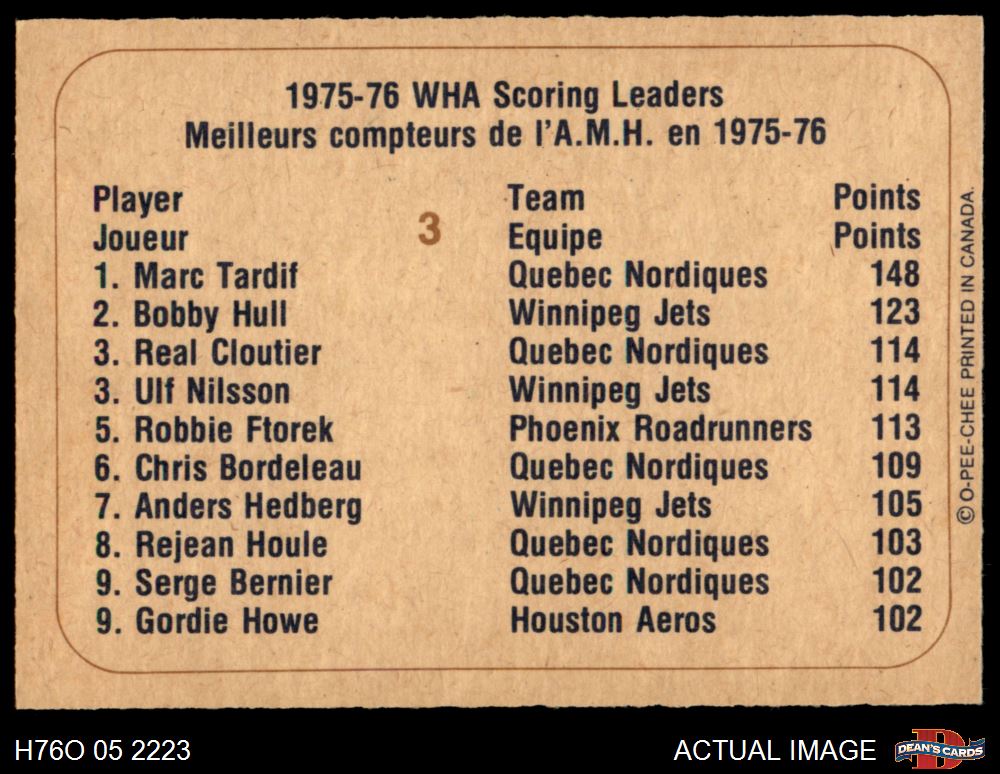 1975-76 WHA Scoring Leaders
Meilleurs compteurs de l'A.M.H. en 1975-76
Player Team Points
Joueur 3 Equipe Points
1. Marc Tardif Quebec Nordiques 148
2. Bobby Hull Winnipeg Jets 123
3. Real Cloutier Quebec Nordiques 114
3. Ulf Nilsson Winnipeg Jets 114
5. Robbie Ftorek Phoenix Roadrunners 113
6. Chris Bordeleau Quebec Nordiques 109
7. Anders Hedberg Winnipeg Jets 105
8. Rejean Houle Quebec Nordiques 103
9. Serge Bernier Quebec Nordiques 102
9. Gordie Howe Houston Aeros 102
© O-PEE-CHEE PRINTED IN CANADA.
H76O 05 2223
ACTUAL IMAGE
D
DEAN'S CARDS